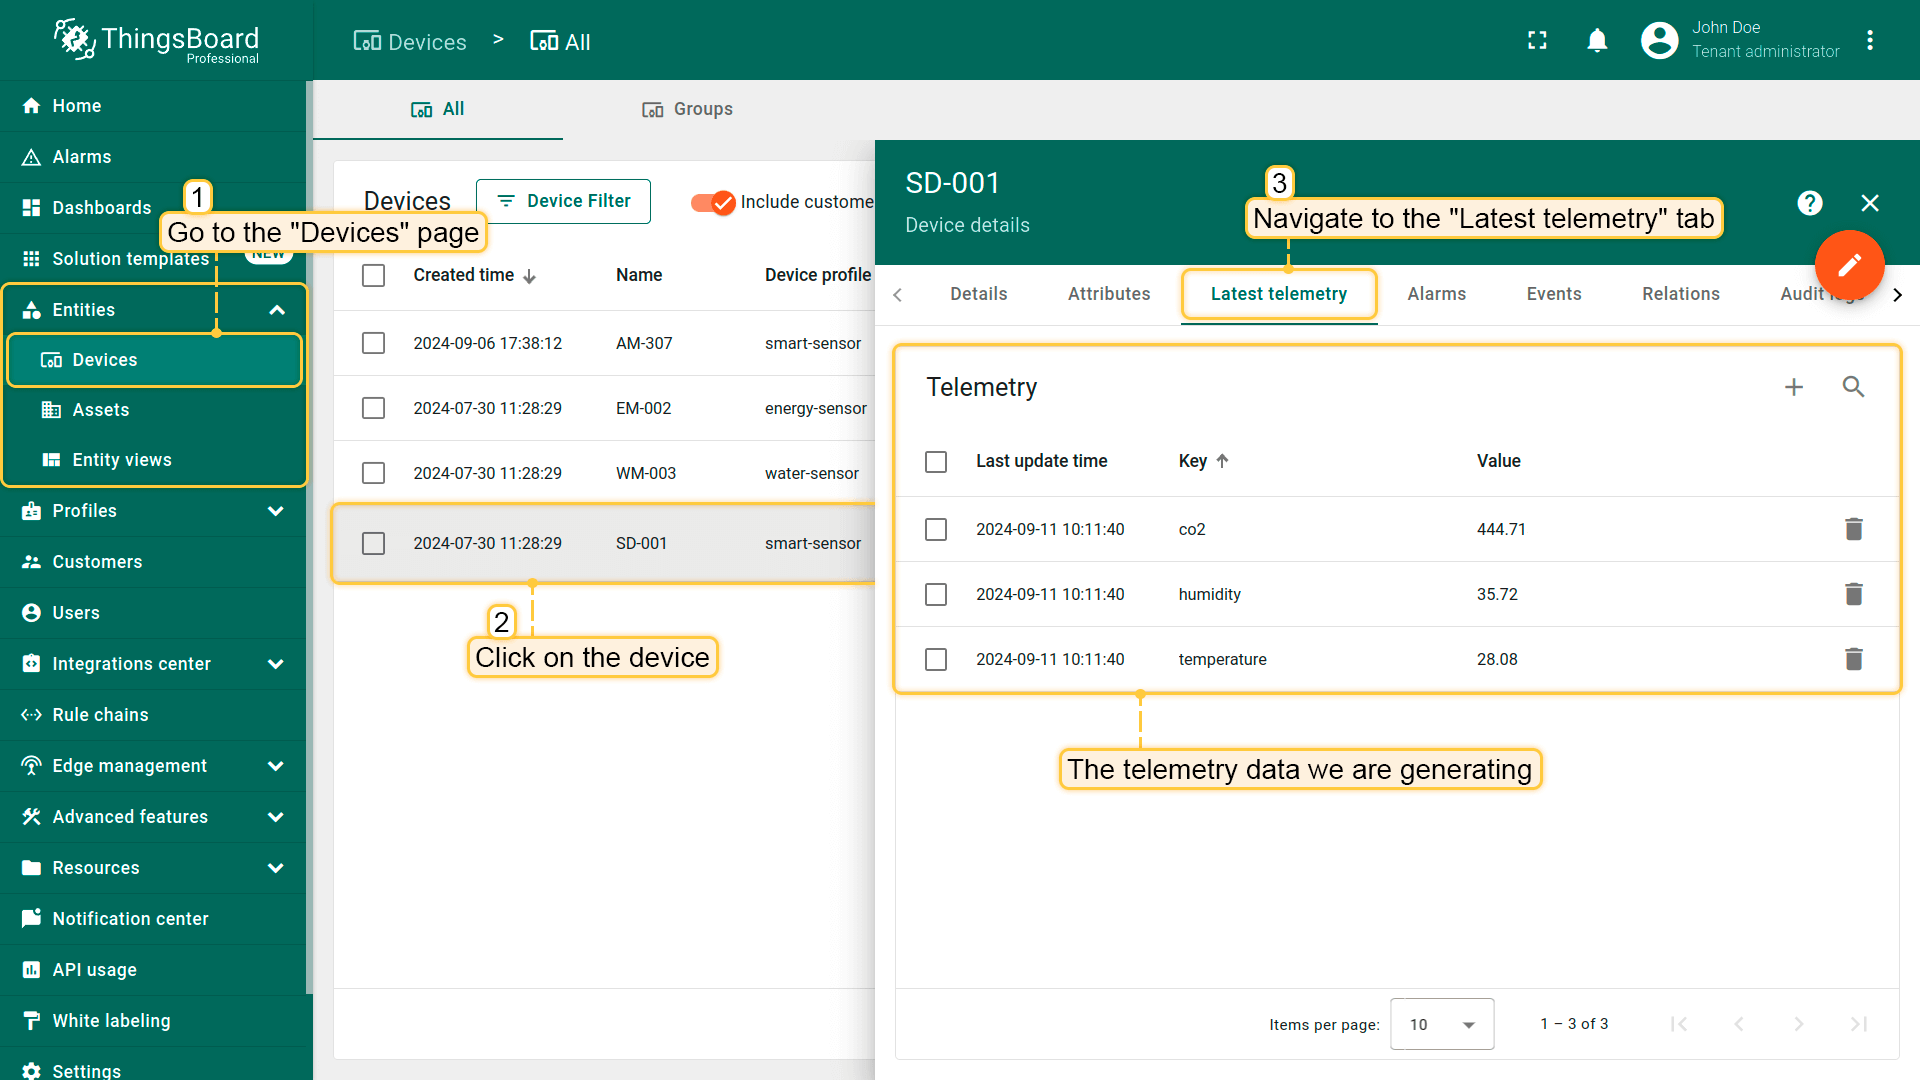 ThingsBoard
Professional
Devices > All
John Doe
Tenant administrator
Home
Alarms
Dashboards
Solution templates
NEW
Entities
Devices
Assets
Entity views
Profiles
Customers
Users
Integrations center
Rule chains
Edge management
Advanced features
Resources
Notification center
API usage
White labeling
Settings
1
Go to the "Devices" page
All Groups
Devices Device Filter Include custome
Created time Name Device profile
2024-09-06 17:38:12 AM-307 smart-sensor
2024-07-30 11:28:29 EM-002 energy-sensor
2024-07-30 11:28:29 WM-003 water-sensor
2024-07-30 11:28:29 SD-001 smart-sensor
2
Click on the device
SD-001
Device details
3
Navigate to the "Latest telemetry" tab
Details Attributes Latest telemetry Alarms Events Relations Audit logs
Telemetry
Last update time Key Value
2024-09-11 10:11:40 co2 444.71
2024-09-11 10:11:40 humidity 35.72
2024-09-11 10:11:40 temperature 28.08
The telemetry data we are generating
Items per page: 10 1 – 3 of 3